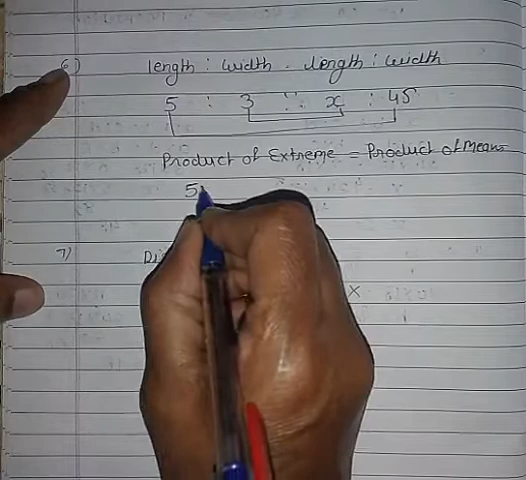 6) length : width . length : width
5 : 3 :: x : 45
Product of Extreme = Product of Means
5
7)
x